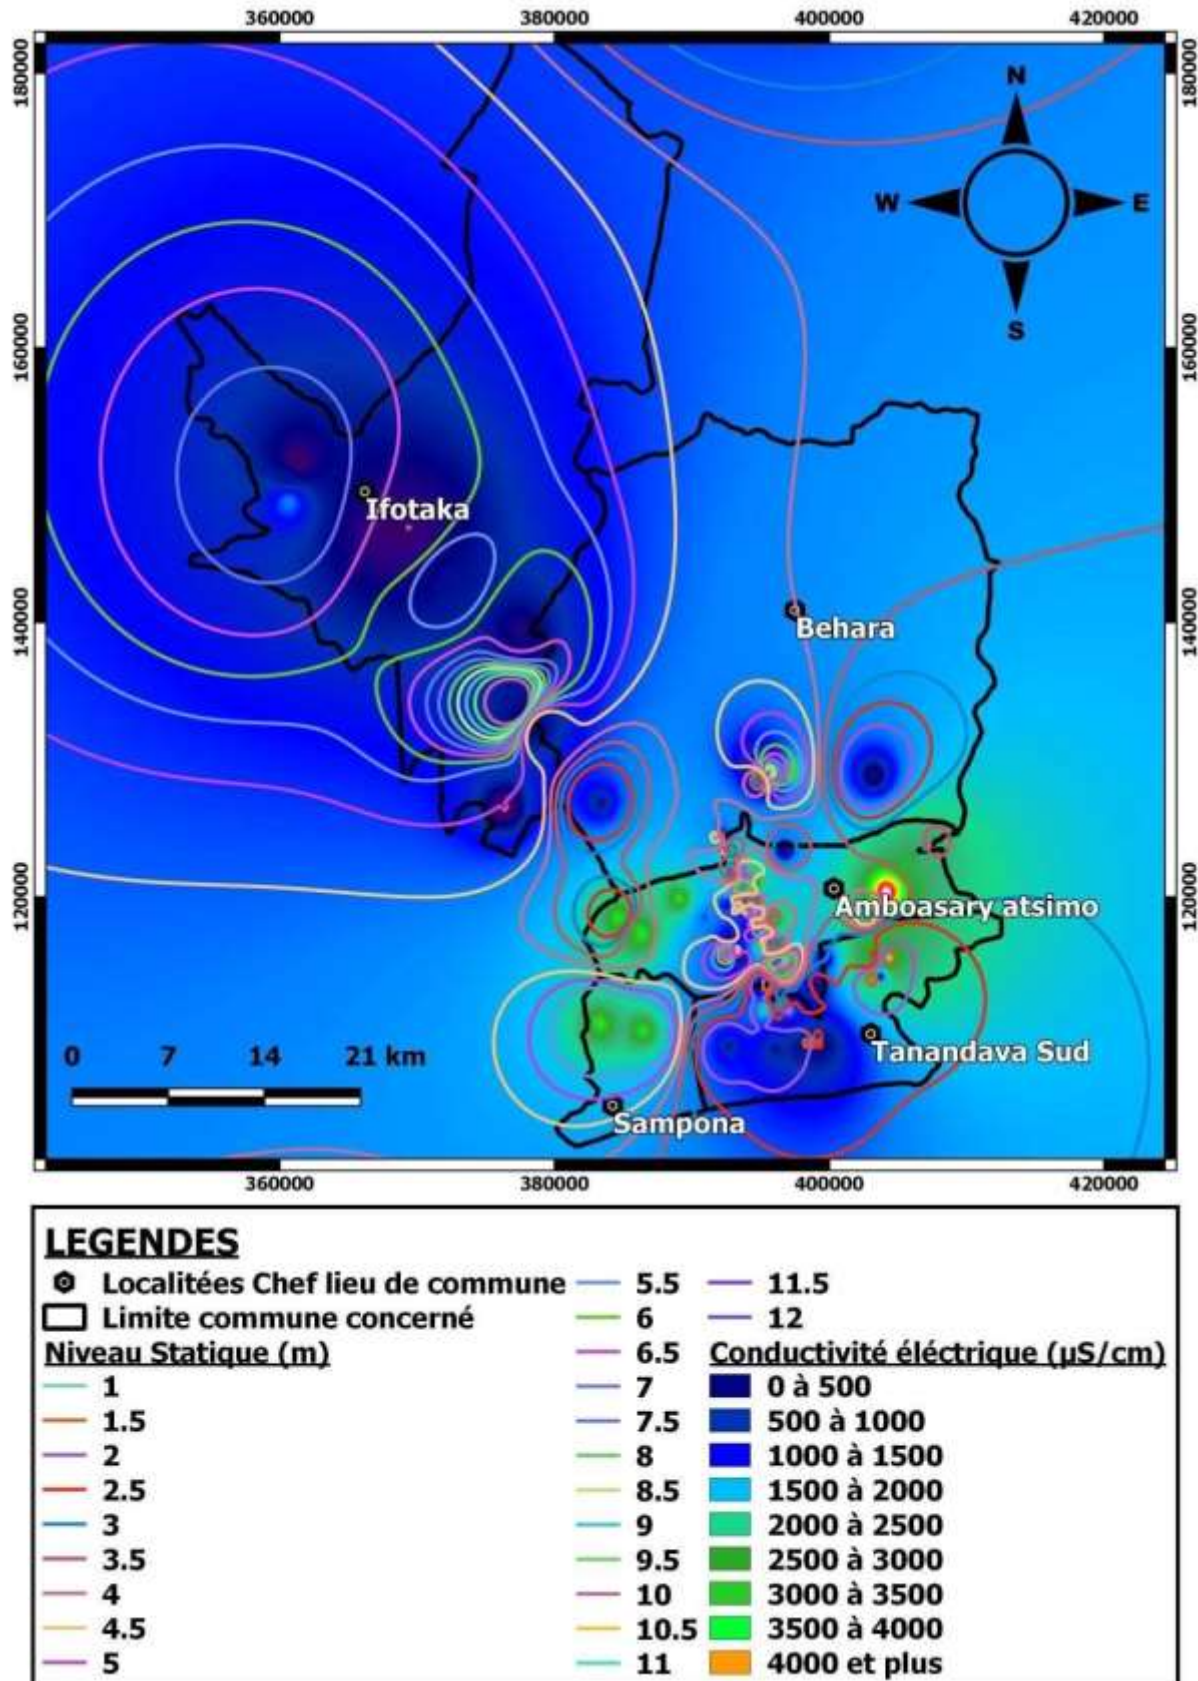 360000 380000 400000 420000
180000 180000
N
W E
S
160000 160000
Ifotaka
140000 140000
Behara
120000 120000
Amboasary atsimo
0 7 14 21 km
Tanandava Sud
Sampona
360000 380000 400000 420000
LEGENDES
Localitées Chef lieu de commune
Limite commune concerné
Niveau Statique (m)
1
1.5
2
2.5
3
3.5
4
4.5
5
5.5
6
6.5
7
7.5
8
8.5
9
9.5
10
10.5
11
11.5
12
Conductivité éléctrique (µS/cm)
0 à 500
500 à 1000
1000 à 1500
1500 à 2000
2000 à 2500
2500 à 3000
3000 à 3500
3500 à 4000
4000 et plus